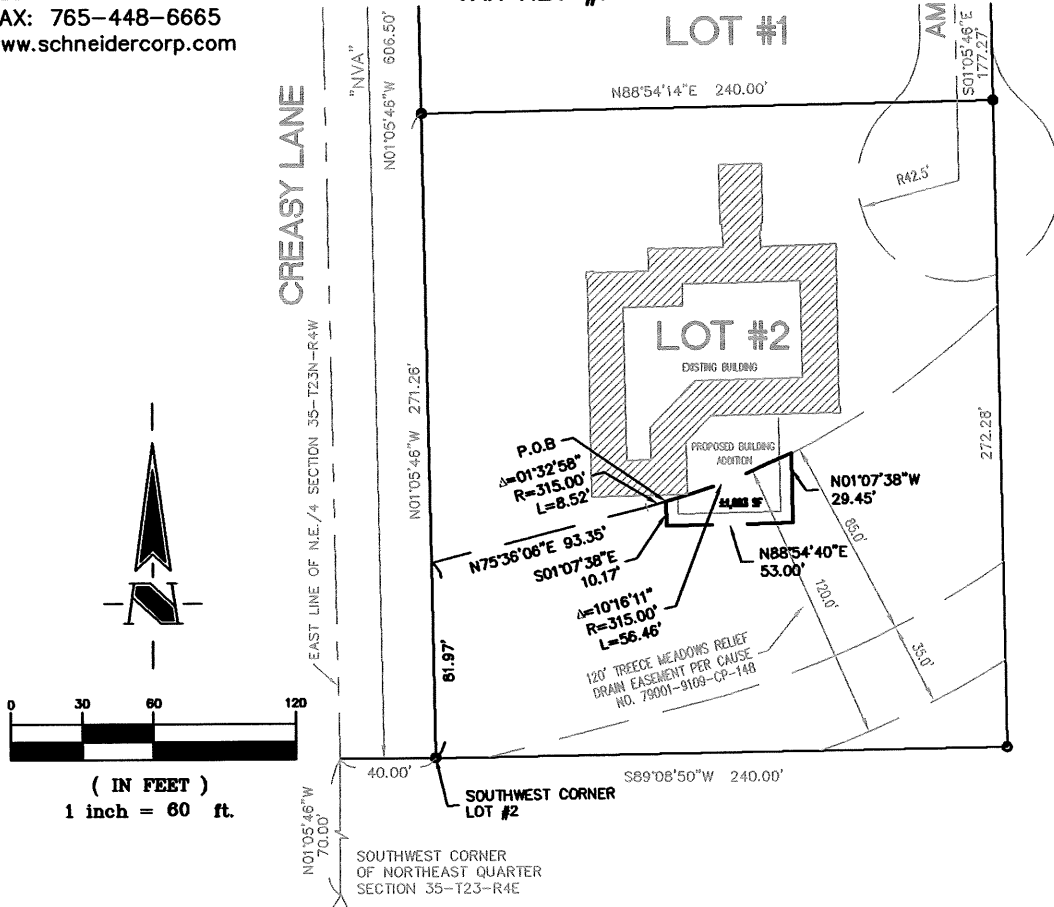 AX: 765-448-6665
ww.schneidercorp.com
LOT #1
AM
S01°05'46"E
177.27'
"NVA"
N01°05'46"W 606.50'
N88°54'14"E 240.00'
R42.5'
CREASY LANE
EAST LINE OF N.E./4 SECTION 35-T23N-R4W
N01°05'46"W 271.26'
LOT #2
EXISTING BUILDING
272.28'
P.O.B
Δ=01°32'58"
R=315.00'
L=8.52'
PROPOSED BUILDING
ADDITION
N01°07'38"W
29.45'
N75°36'06"E 93.35'
S01°07'38"E
10.17'
N88°54'40"E
53.00'
85.0'
120.0'
35.0'
Δ=10°16'11"
R=315.00'
L=56.46'
120' TREECE MEADOWS RELIEF
DRAIN EASEMENT PER CAUSE
NO. 79001-9109-CP-148
81.97'
N
0 30 60 120
( IN FEET )
1 inch = 60 ft.
40.00'
S89°08'50"W 240.00'
SOUTHWEST CORNER
LOT #2
N01°05'46"W
70.00'
SOUTHWEST CORNER
OF NORTHEAST QUARTER
SECTION 35-T23-R4E